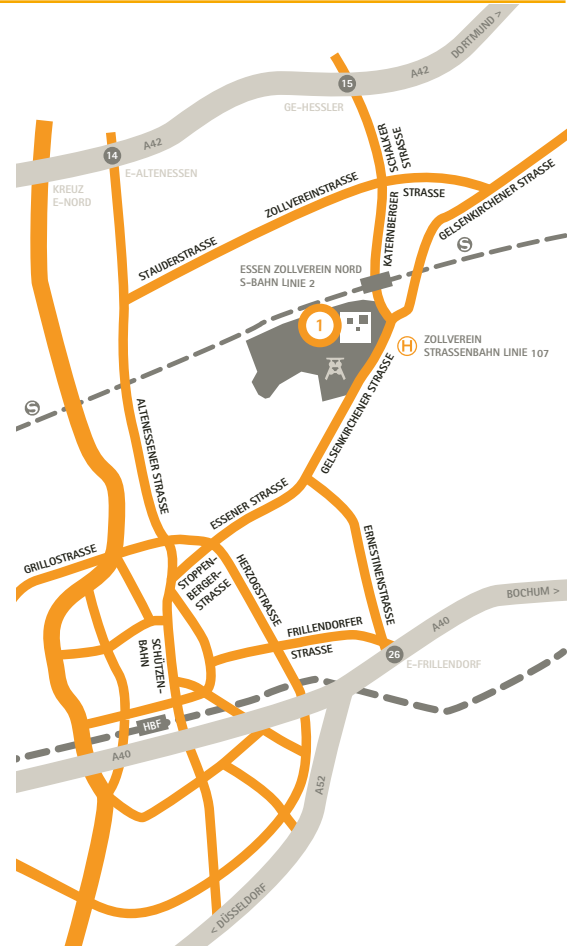 DORTMUND >
A42
15
GE-HESSLER
A42
14
E-ALTENESSEN
KREUZ
E-NORD
SCHALKER
STRASSE
ZOLLVEREINSTRASSE
STRASSE
KATERNBERGER
GELSENKIRCHENER STRASSE
STAUDERSTRASSE
S
ESSEN ZOLLVEREIN NORD
S-BAHN LINIE 2
1
H
ZOLLVEREIN
STRASSENBAHN LINIE 107
GELSENKIRCHENER STRASSE
S
ALTENESSENER STRASSE
ESSENER STRASSE
ERNESTINENSTRASSE
GRILLOSTRASSE
STOPPEN-
BERGER-
STRASSE
HERZOGSTRASSE
BOCHUM >
A40
FRILLENDORFER
STRASSE
26
E-FRILLENDORF
SCHÜTZEN-
BAHN
HBF
A40
A52
< DÜSSELDORF